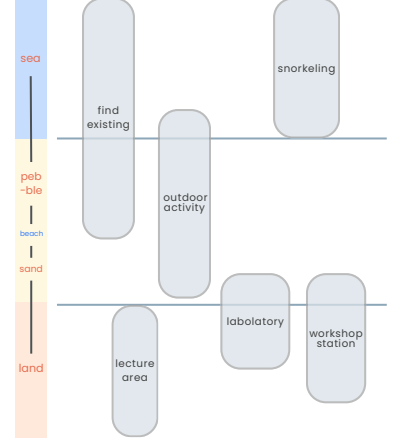 sea
snorkeling
find
existing
peb
-ble
outdoor
activity
beach
sand
labolatory
workshop
station
lecture
area
land